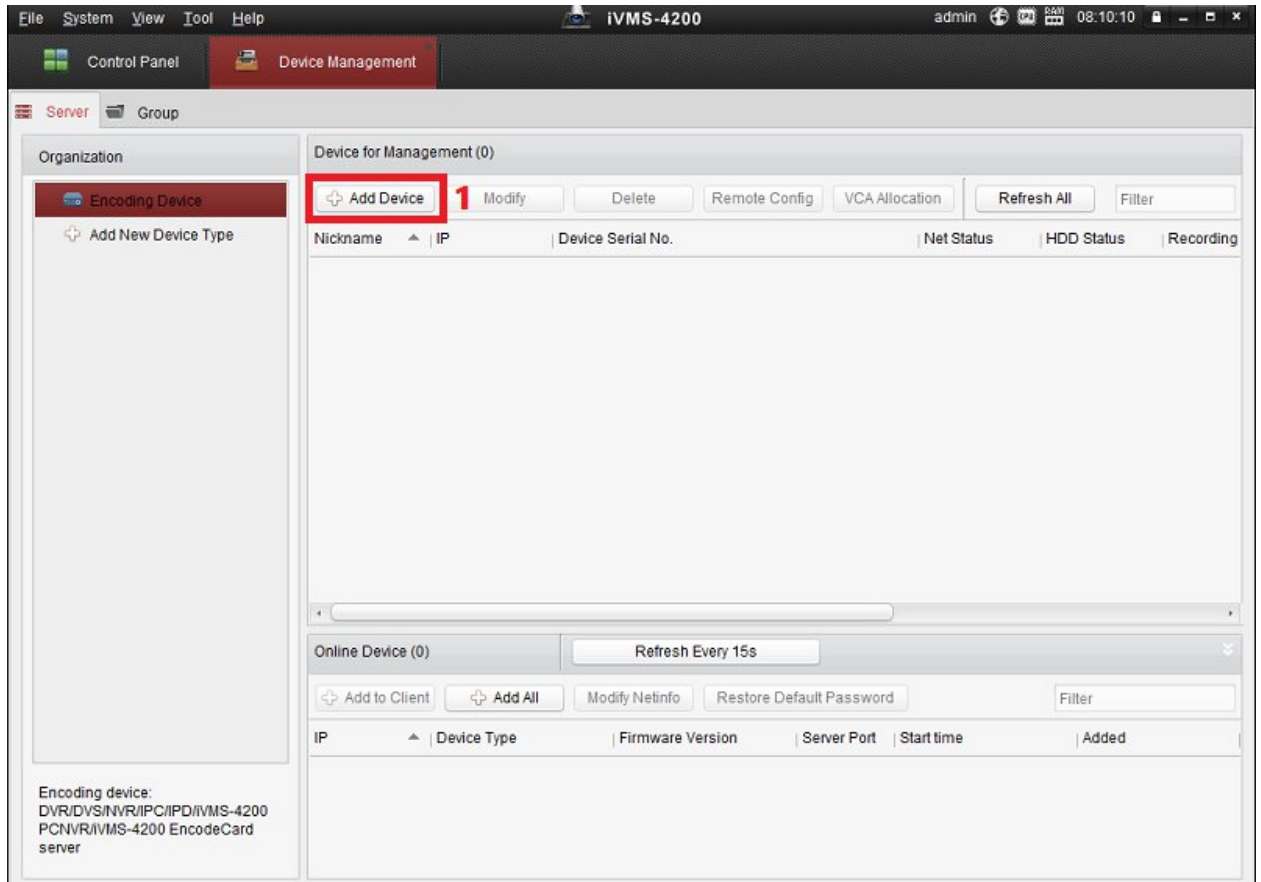 File System View Tool Help iVMS-4200 admin 08:10:10
Control Panel Device Management
Server Group
Organization
Encoding Device
Add New Device Type
Encoding device:
DVR/DVS/NVR/IPC/IPD/iVMS-4200
PCNVR/iVMS-4200 EncodeCard
server
Device for Management (0)
Add Device 1 Modify Delete Remote Config VCA Allocation Refresh All Filter
Nickname IP Device Serial No. Net Status HDD Status Recording
Online Device (0) Refresh Every 15s
Add to Client Add All Modify Netinfo Restore Default Password Filter
IP Device Type Firmware Version Server Port Start time Added